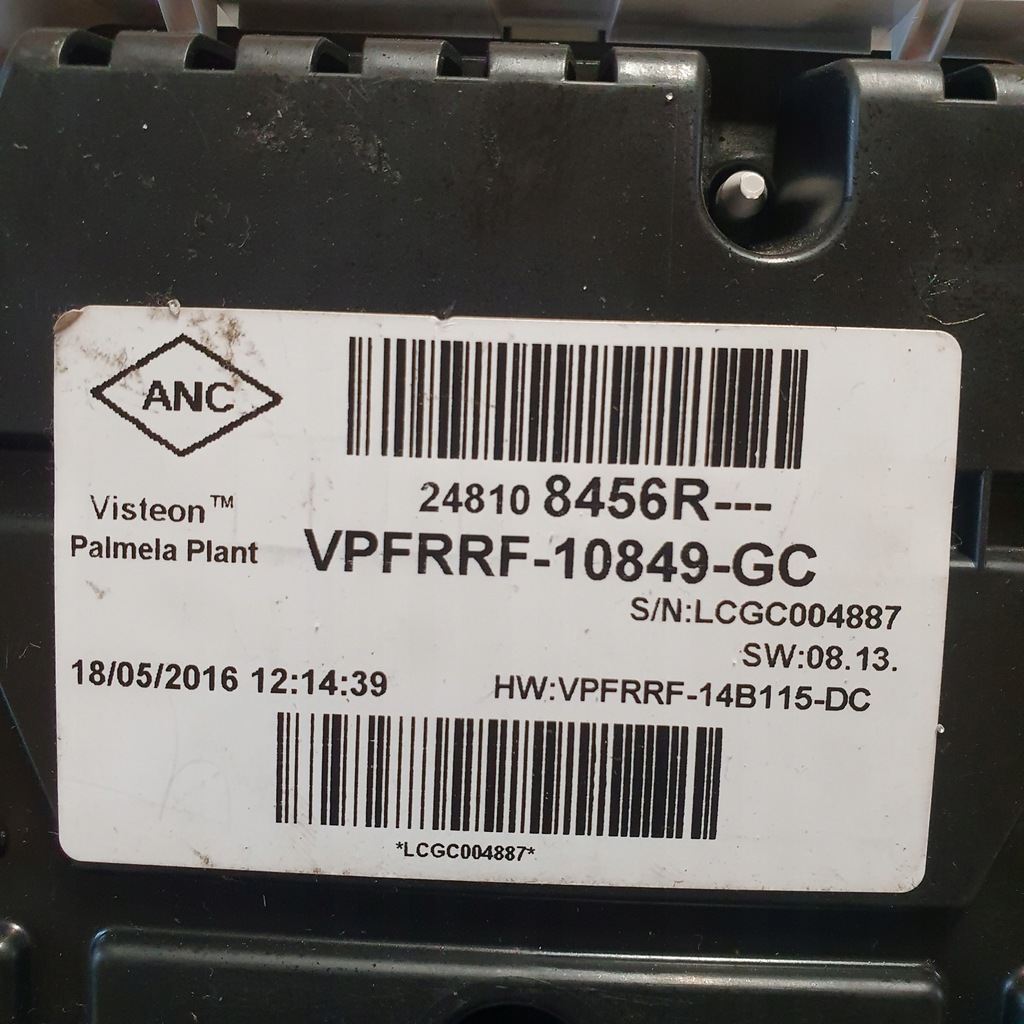 ANC
24810 8456R---
Visteon™
Palmela Plant
VPFRRF-10849-GC
S/N:LCGC004887
SW:08.13.
18/05/2016 12:14:39
HW:VPFRRF-14B115-DC
*LCGC004887*